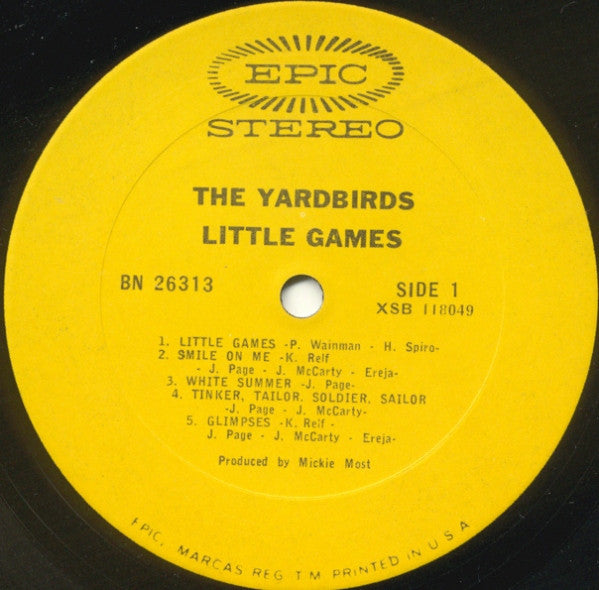 EPIC
STEREO
THE YARDBIRDS
LITTLE GAMES
BN 26313
SIDE 1
XSB 118049
1. LITTLE GAMES -P. Wainman - H. Spiro-
2. SMILE ON ME -K. Relf
- J. Page - J. McCarty - Ereja-
3. WHITE SUMMER -J. Page-
4. TINKER, TAILOR, SOLDIER, SAILOR
-J. Page - J. McCarty-
5. GLIMPSES -K. Relf -
J. Page - J. McCarty - Ereja-
Produced by Mickie Most
EPIC, MARCAS REG T M PRINTED IN U S A